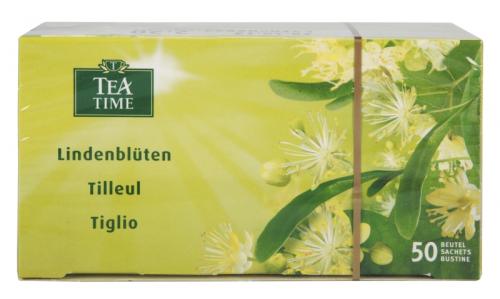 T
TEA
TIME
Lindenblüten
Tilleul
Tiglio
50 BEUTEL
SACHETS
BUSTINE